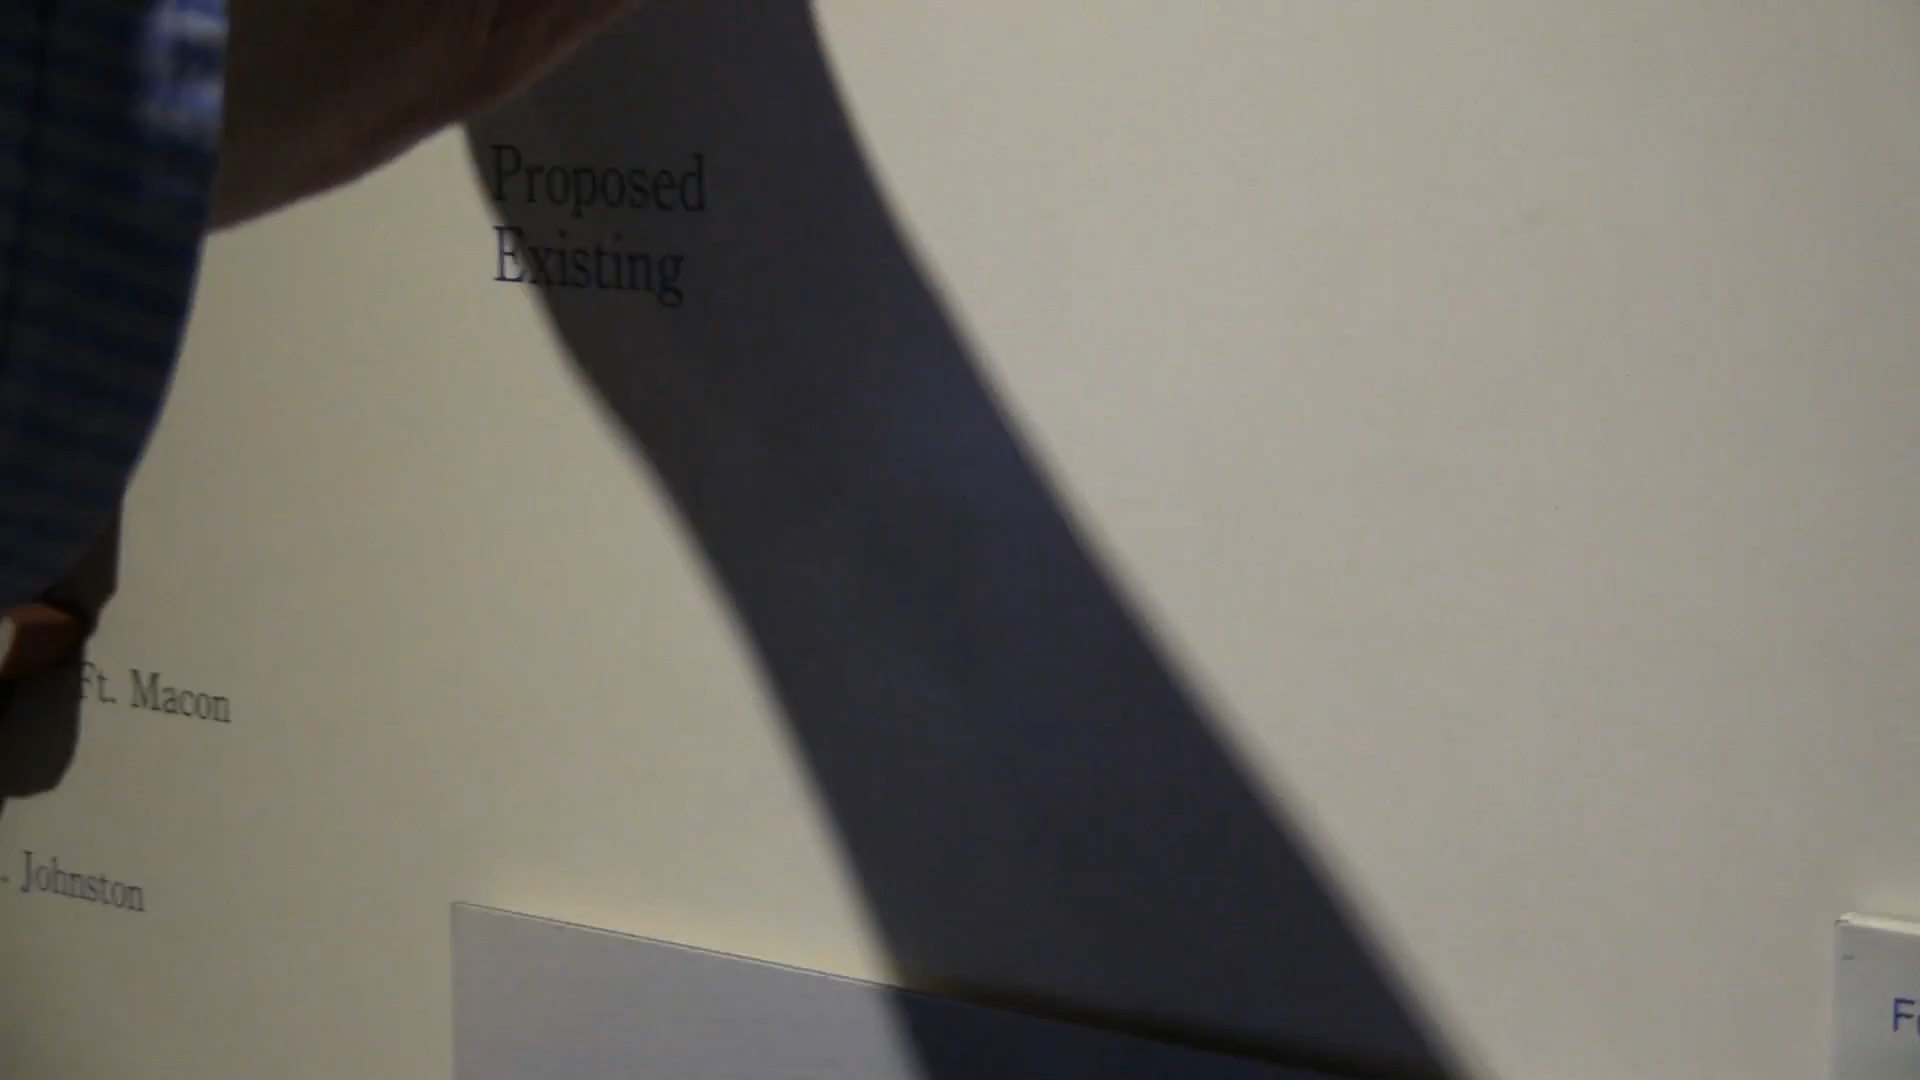 Proposed
Existing
Ft. Macon
. Johnston